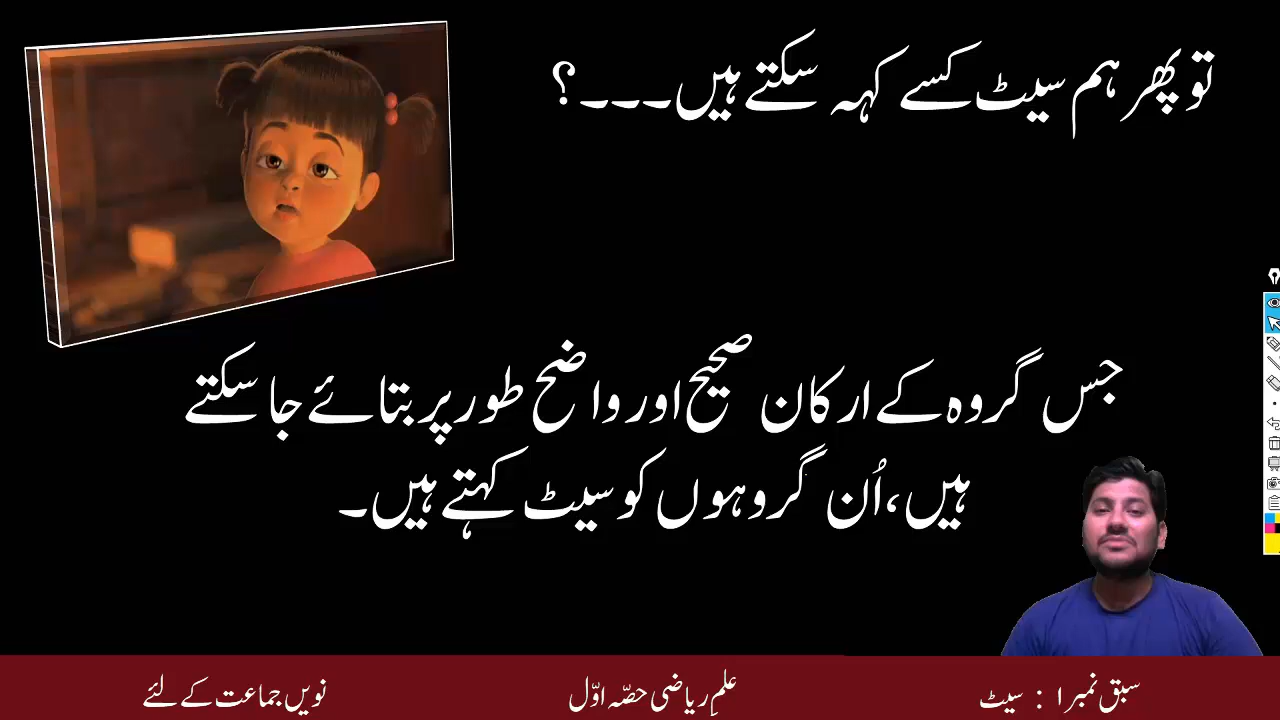 تو پھر ہم سیٹ کسے کہہ سکتے ہیں۔۔۔؟
جس گروہ کے ارکان صحیح اور واضح طور پر بتائے جا سکتے
ہیں، اُن گروہوں کو سیٹ کہتے ہیں۔
سبق نمبر ۱ : سیٹ
علمِ ریاضی حصّہ اوّل
نویں جماعت کے لئے